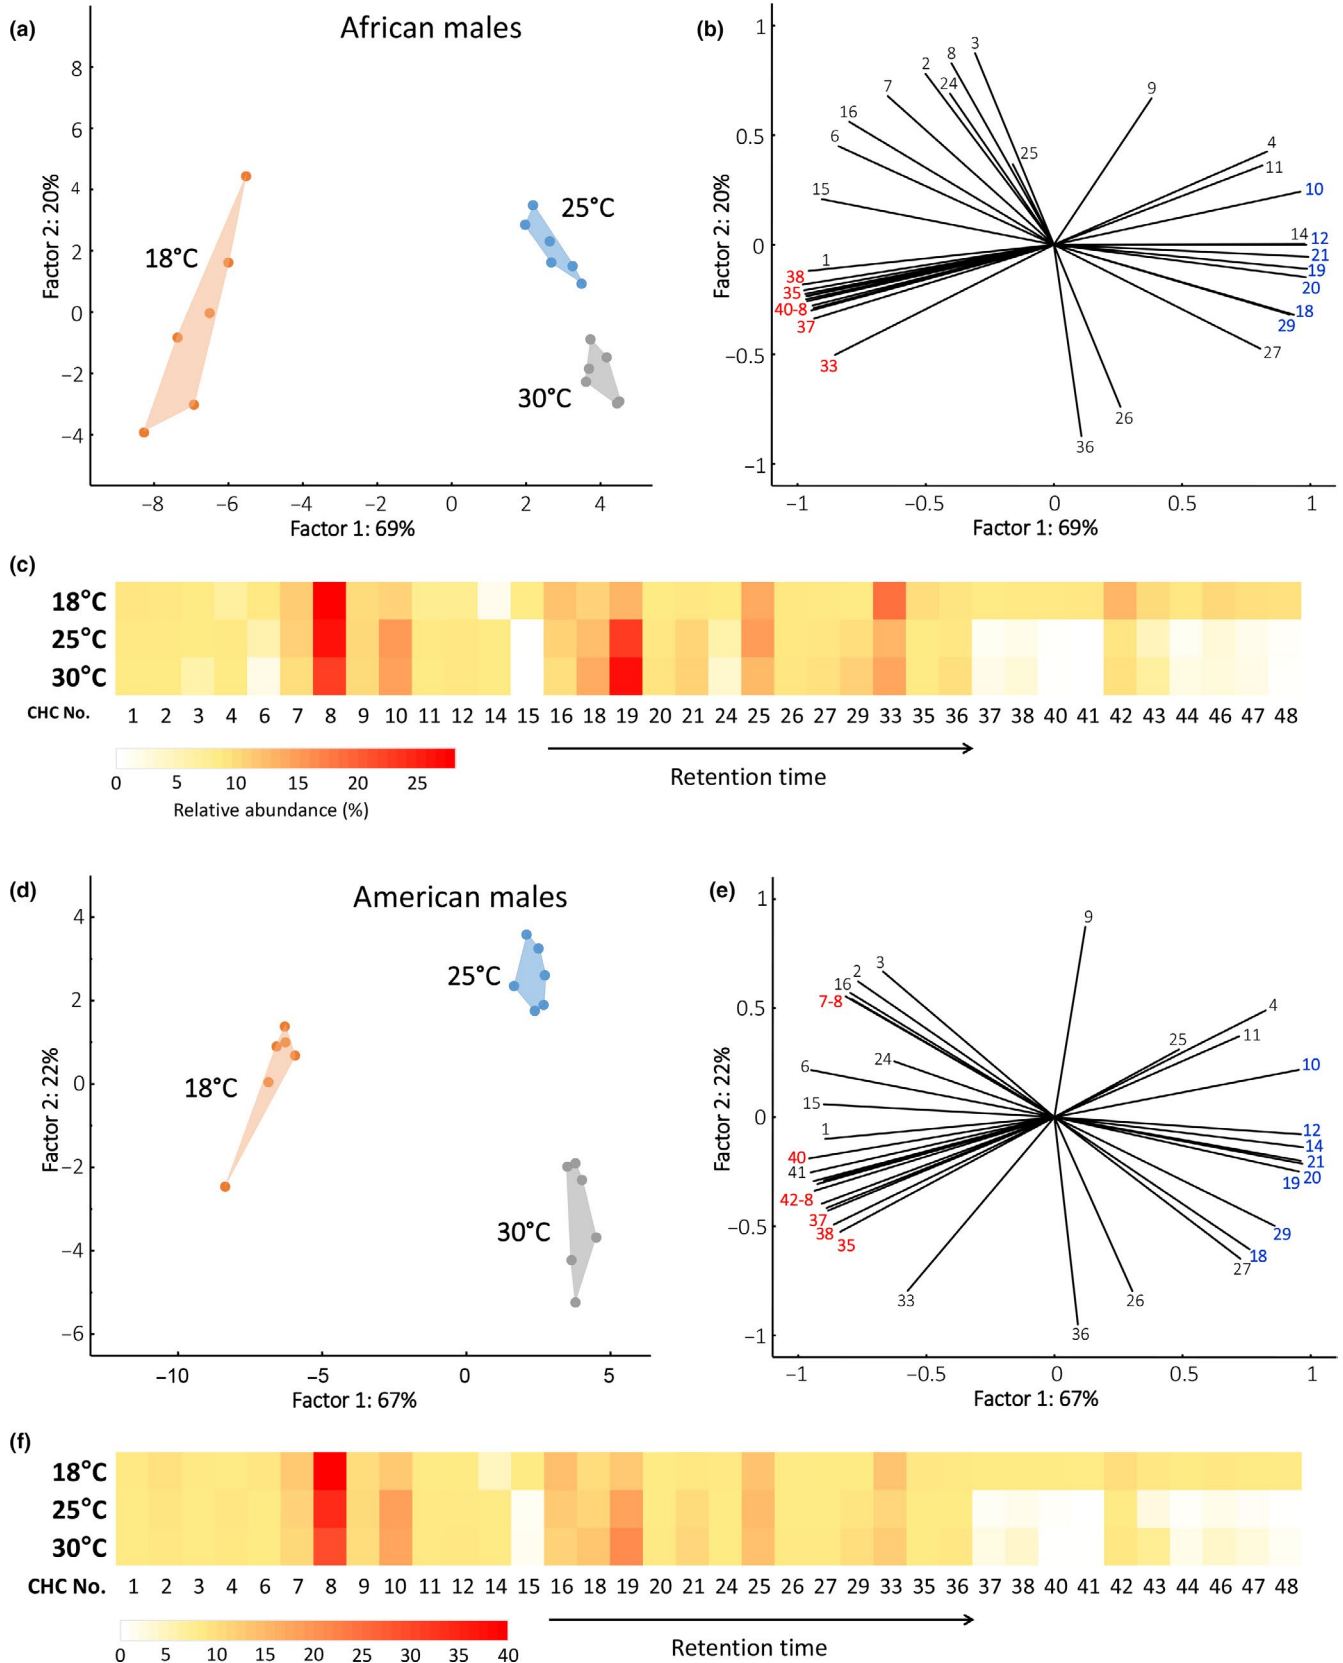 (a)
African males
8
6
4
2
0
−2
−4
Factor 2: 20%
18°C
25°C
30°C
−8 −6 −4 −2 0 2 4
Factor 1: 69%
(b)
1
0.5
0
−0.5
−1
Factor 2: 20%
3
8
2
24
7
16
6
25
15
9
4
11
10
14 12
21
19
20
18
29
27
26
36
1
38
35
40-8
37
33
−1 −0.5 0 0.5 1
Factor 1: 69%
(c)
18°C
25°C
30°C
CHC No. 1 2 3 4 6 7 8 9 10 11 12 14 15 16 18 19 20 21 24 25 26 27 29 33 35 36 37 38 40 41 42 43 44 46 47 48
0 5 10 15 20 25
Relative abundance (%)
Retention time
(d)
American males
4
2
0
−2
−4
−6
Factor 2: 22%
25°C
18°C
30°C
−10 −5 0 5
Factor 1: 67%
(e)
1
0.5
0
−0.5
−1
Factor 2: 22%
9
3
2
16
7-8
24
6
15
1
40
41
42-8
37
38
35
33
4
25
11
10
12
14
21
19 20
29
18
27
26
36
−1 −0.5 0 0.5 1
Factor 1: 67%
(f)
18°C
25°C
30°C
CHC No. 1 2 3 4 6 7 8 9 10 11 12 14 15 16 18 19 20 21 24 25 26 27 29 33 35 36 37 38 40 41 42 43 44 46 47 48
0 5 10 15 20 25 30 35 40
Retention time